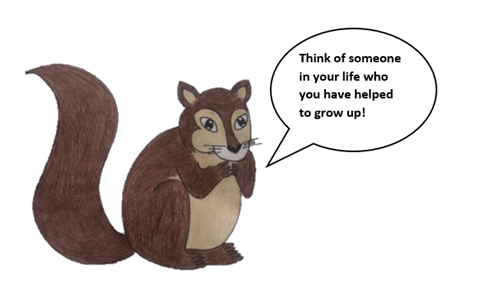 Think of someone
in your life who
you have helped
to grow up!